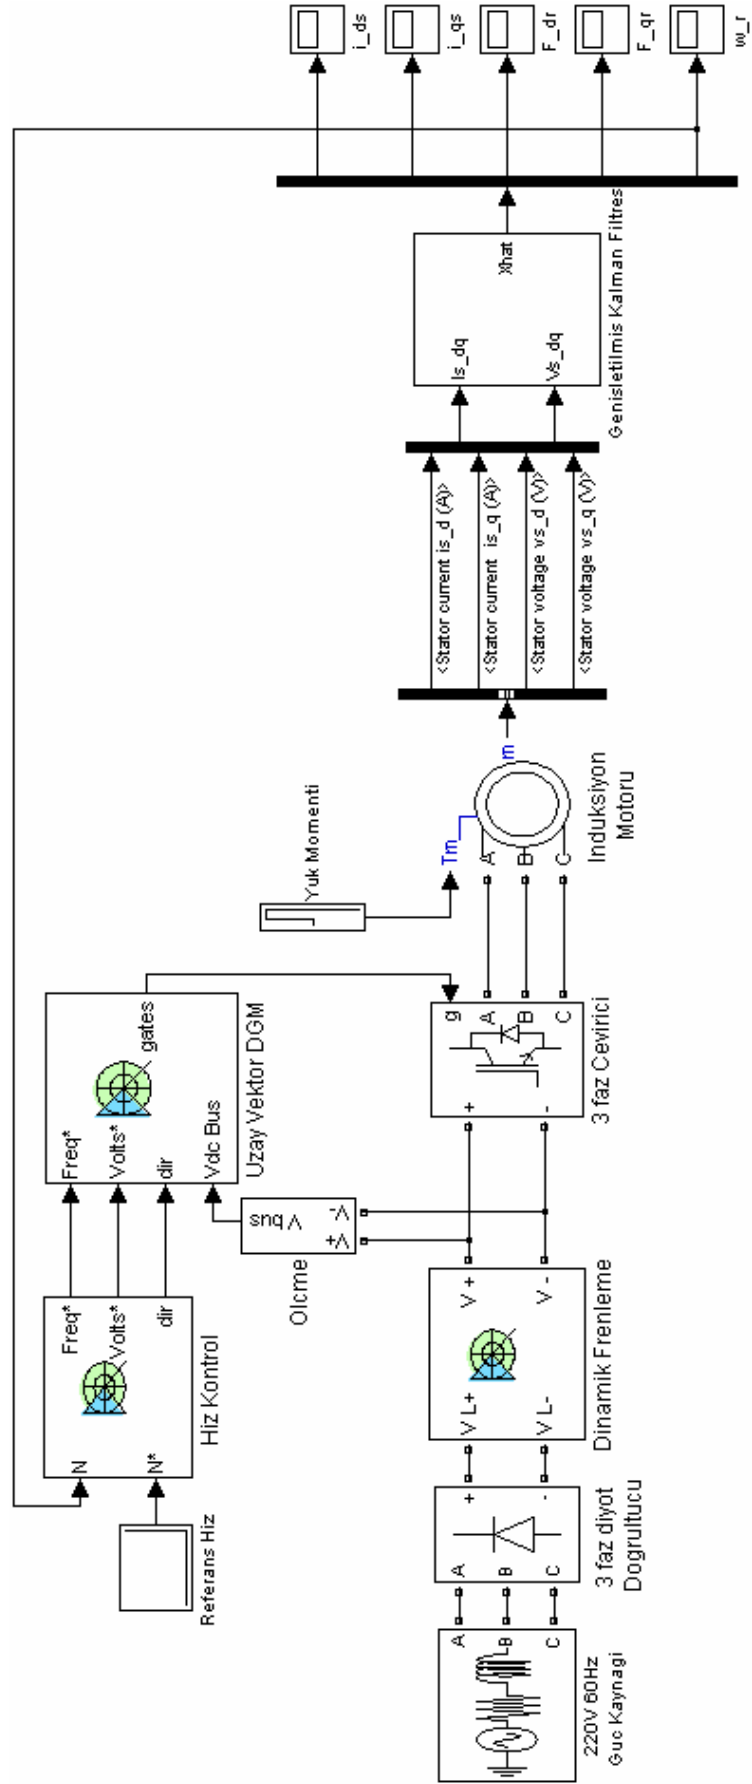 N
N*
Freq*
Volts*
dir
Hiz Kontrol
Referans Hiz
Freq*
Volts*
dir
Vdc Bus
gates
Uzay Vektor DGM
V+
V-
Vbus
Olcme
Yuk Momenti
A
B
C
220V 60Hz
Guc Kaynagi
A
B
C
+
-
3 faz diyot
Dogrultucu
V L+
V L-
V +
V -
Dinamik Frenleme
+
-
g
A
B
C
3 faz Cevirici
Tm
A
B
C
m
Induksiyon
Motoru
<Stator current is_d (A)>
<Stator current is_q (A)>
<Stator voltage vs_d (V)>
<Stator voltage vs_q (V)>
Is_dq
Vs_dq
Xhat
Genisletilmis Kalman Filtres
i_ds
i_qs
F_dr
F_qr
w_r